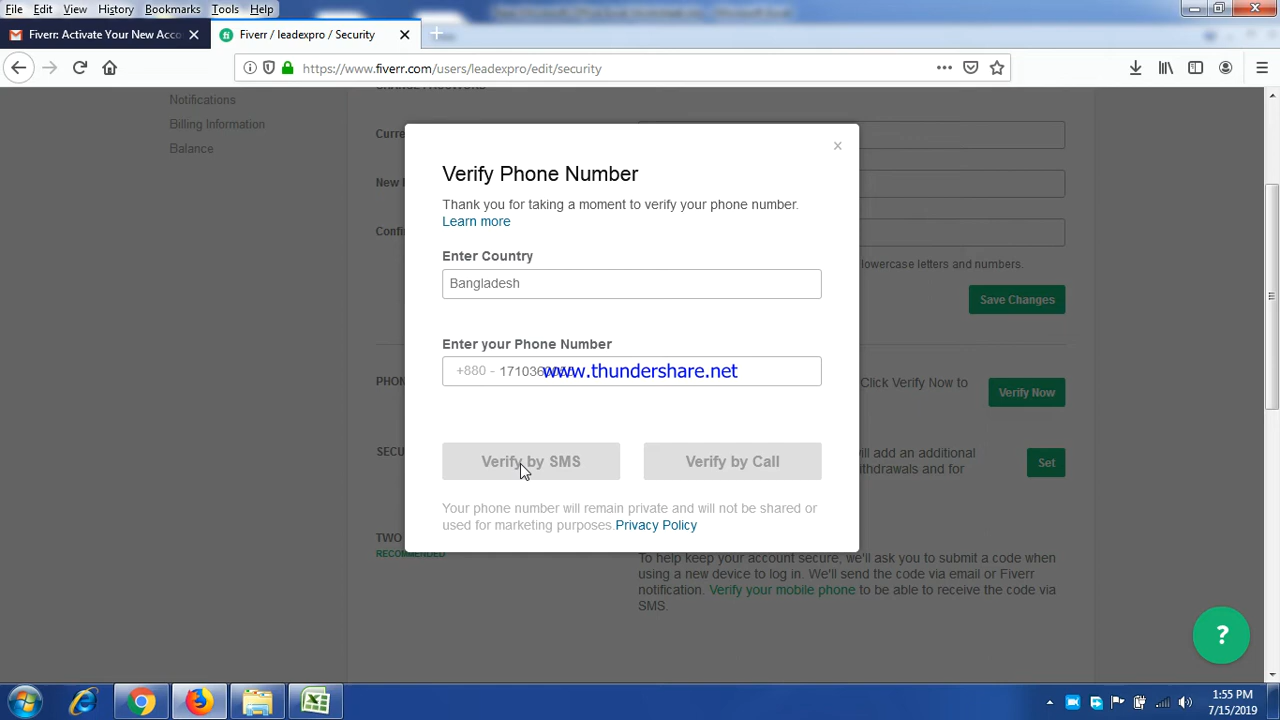 File Edit View History Bookmarks Tools Help
Fiverr: Activate Your New Acco
Fiverr / leadexpro / Security
https://www.fiverr.com/users/leadexpro/edit/security
Notifications
Billing Information
Balance
Verify Phone Number
Thank you for taking a moment to verify your phone number.
Learn more
Enter Country
Bangladesh
Enter your Phone Number
+880 - 171036
www.thundershare.net
Verify by SMS
Verify by Call
Your phone number will remain private and will not be shared or
used for marketing purposes.Privacy Policy
lowercase letters and numbers.
Save Changes
Click Verify Now to
Verify Now
will add an additional
Set
TWO
RECOMMENDED
To help keep your account secure, we'll ask you to submit a code when
using a new device to log in. We'll send the code via email or Fiverr
notification. Verify your mobile phone to be able to receive the code via
SMS.
?
1:55 PM
7/15/2019